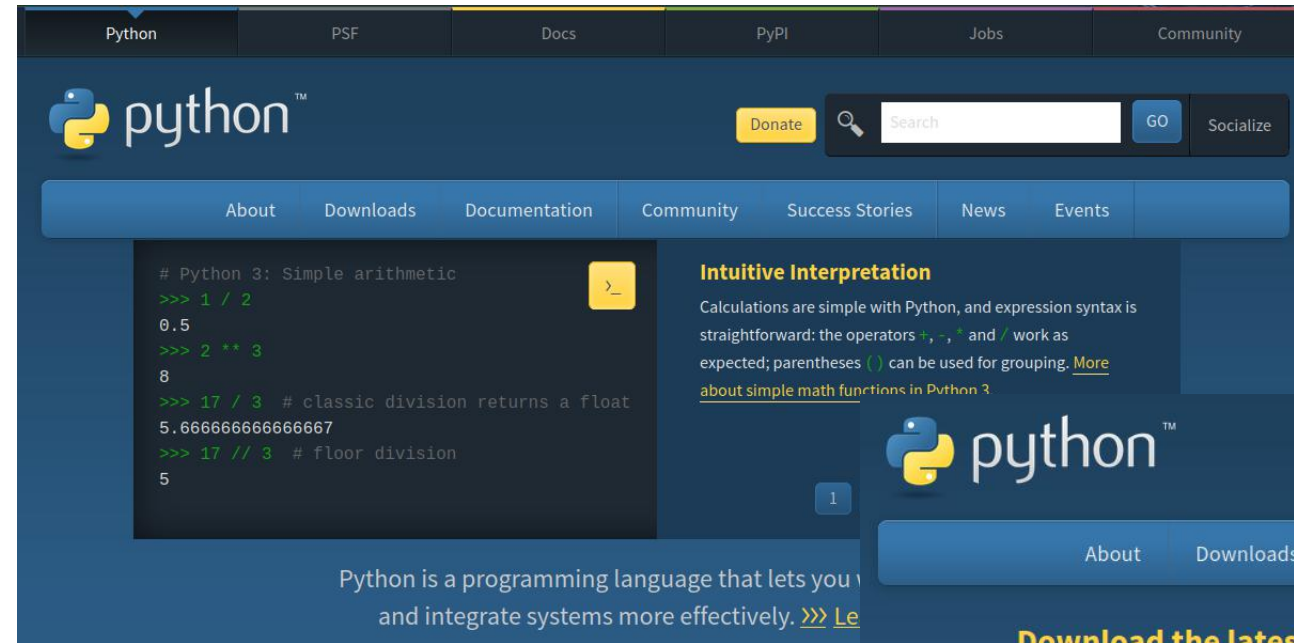 Python PSF Docs PyPI Jobs Community
python™
Donate Search GO Socialize
About Downloads Documentation Community Success Stories News Events
# Python 3: Simple arithmetic
>>> 1 / 2
0.5
>>> 2 ** 3
8
>>> 17 / 3 # classic division returns a float
5.666666666666667
>>> 17 // 3 # floor division
5
>_
Intuitive Interpretation
Calculations are simple with Python, and expression syntax is
straightforward: the operators +, -, * and / work as
expected; parentheses () can be used for grouping. More
about simple math functions in Python 3.
1
Python is a programming language that lets you
and integrate systems more effectively. >>> Le
python™
About Downloads
Download the lates